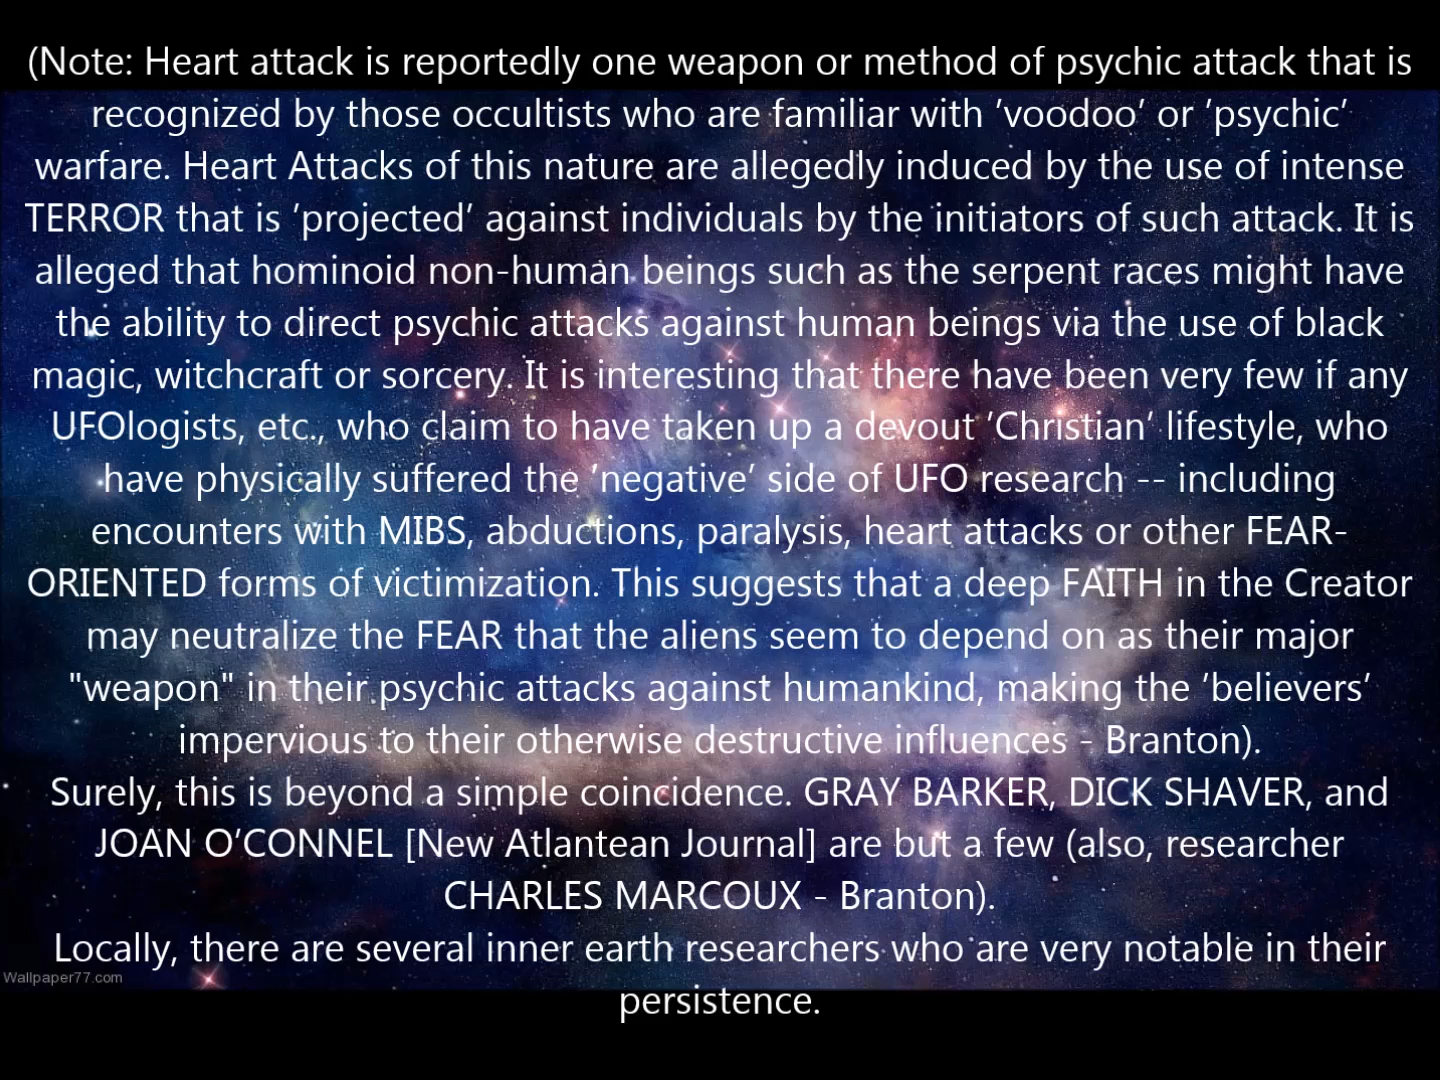 (Note: Heart attack is reportedly one weapon or method of psychic attack that is
recognized by those occultists who are familiar with ‘voodoo’ or ‘psychic’
warfare. Heart Attacks of this nature are allegedly induced by the use of intense
TERROR that is ‘projected’ against individuals by the initiators of such attack. It is
alleged that hominoid non-human beings such as the serpent races might have
the ability to direct psychic attacks against human beings via the use of black
magic, witchcraft or sorcery. It is interesting that there have been very few if any
UFOlogists, etc., who claim to have taken up a devout ‘Christian’ lifestyle, who
have physically suffered the ‘negative’ side of UFO research -- including
encounters with MIBS, abductions, paralysis, heart attacks or other FEAR-
ORIENTED forms of victimization. This suggests that a deep FAITH in the Creator
may neutralize the FEAR that the aliens seem to depend on as their major
"weapon" in their psychic attacks against humankind, making the ‘believers’
impervious to their otherwise destructive influences - Branton).
Surely, this is beyond a simple coincidence. GRAY BARKER, DICK SHAVER, and
JOAN O’CONNEL [New Atlantean Journal] are but a few (also, researcher
CHARLES MARCOUX - Branton).
Locally, there are several inner earth researchers who are very notable in their
Wallpaper77.com
persistence.